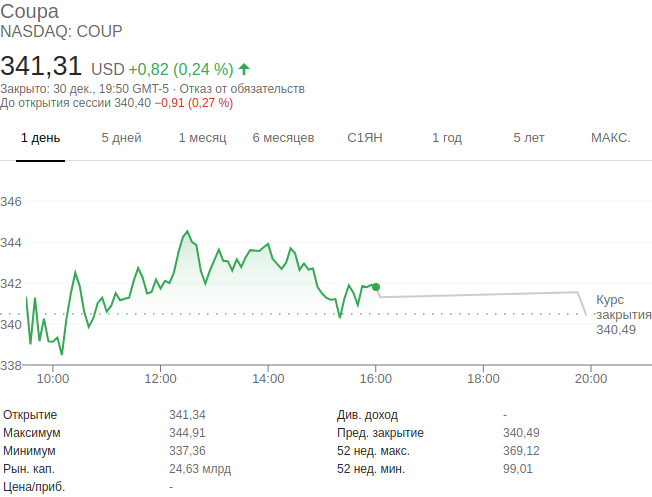 Coupa
NASDAQ: COUP
341,31 USD +0,82 (0,24 %)
Закрыто: 30 дек., 19:50 GMT-5 · Отказ от обязательств
До открытия сессии 340,40 −0,91 (0,27 %)
1 день 5 дней 1 месяц 6 месяцев С1ЯН 1 год 5 лет МАКС.
346
344
342
340
338
Курс
закрытия
340,49
10:00 12:00 14:00 16:00 18:00 20:00
Открытие 341,34 Див. доход -
Максимум 344,91 Пред. закрытие 340,49
Минимум 337,36 52 нед. макс. 369,12
Рын. кап. 24,63 млрд 52 нед. мин. 99,01
Цена/приб. -